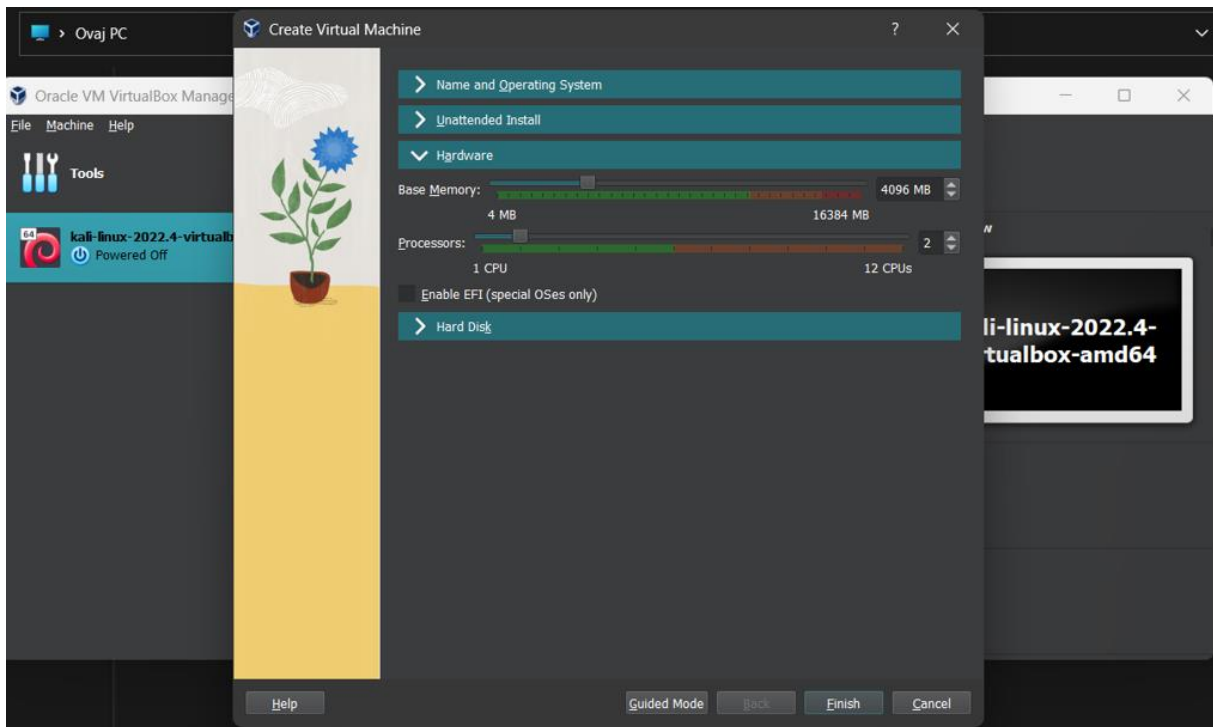 Ovaj PC
Create Virtual Machine
Oracle VM VirtualBox Manage
File Machine Help
Tools
64
kali-linux-2022.4-virtualb
Powered Off
Name and Operating System
Unattended Install
Hardware
Base Memory: 4096 MB
4 MB 16384 MB
Processors: 2
1 CPU 12 CPUs
Enable EFI (special OSes only)
Hard Disk
w
li-linux-2022.4-
tualbox-amd64
Help Guided Mode Back Finish Cancel